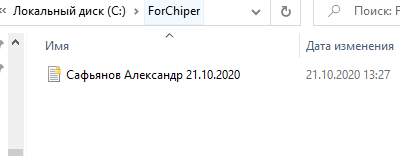 Локальный диск (C:) > ForChiper
Поиск: F
Имя
Дата изменения
Сафьянов Александр 21.10.2020
21.10.2020 13:27